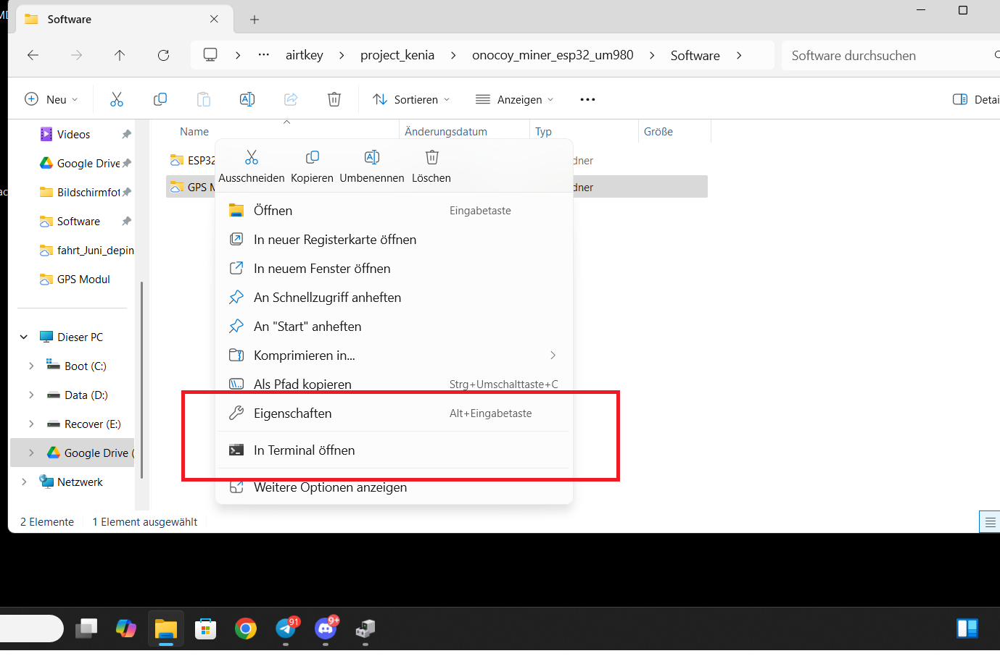 Software
airtkey
project_kenia
onocoy_miner_esp32_um980
Software
Software durchsuchen
Neu
Sortieren
Anzeigen
Detai
Videos
Google Drive
Bildschirmfot
Software
fahrt_Juni_depin
GPS Modul
Dieser PC
Boot (C:)
Data (D:)
Recover (E:)
Google Drive (
Netzwerk
Name
Änderungsdatum
Typ
Größe
ESP32
dner
GPS M
dner
Ausschneiden
Kopieren
Umbenennen
Löschen
Öffnen
Eingabetaste
In neuer Registerkarte öffnen
In neuem Fenster öffnen
An Schnellzugriff anheften
An "Start" anheften
Komprimieren in...
Als Pfad kopieren
Strg+Umschalttaste+C
Eigenschaften
Alt+Eingabetaste
In Terminal öffnen
Weitere Optionen anzeigen
2 Elemente
1 Element ausgewählt
91
9+